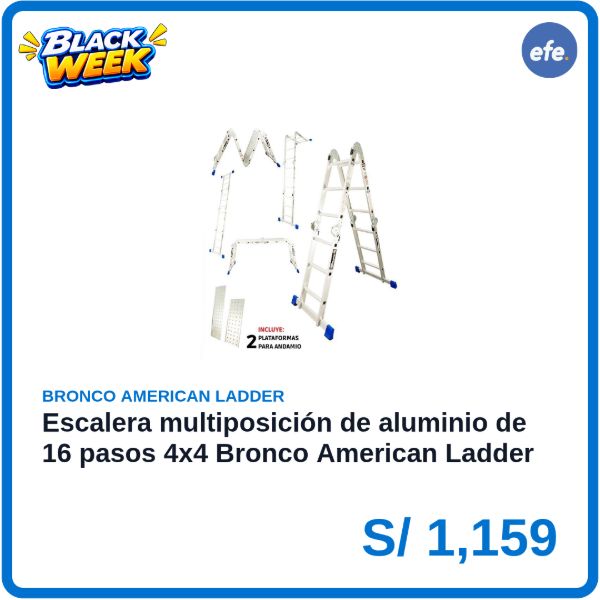 BLACK
WEEK
efe.
INCLUYE:
2 PLATAFORMAS
PARA ANDAMIO
BRONCO AMERICAN LADDER
Escalera multiposición de aluminio de
16 pasos 4x4 Bronco American Ladder
S/ 1,159